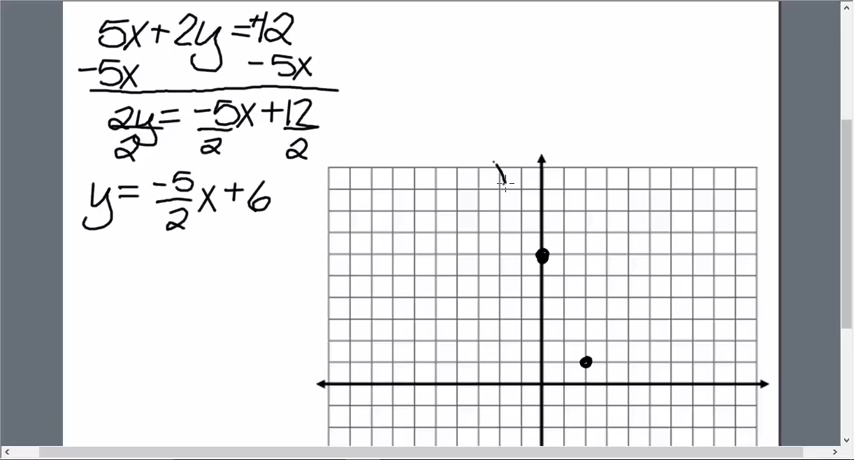 5x+2y=+12
-5x -5x
2y = -5x +12
2 2 2
y = -5/2 x + 6